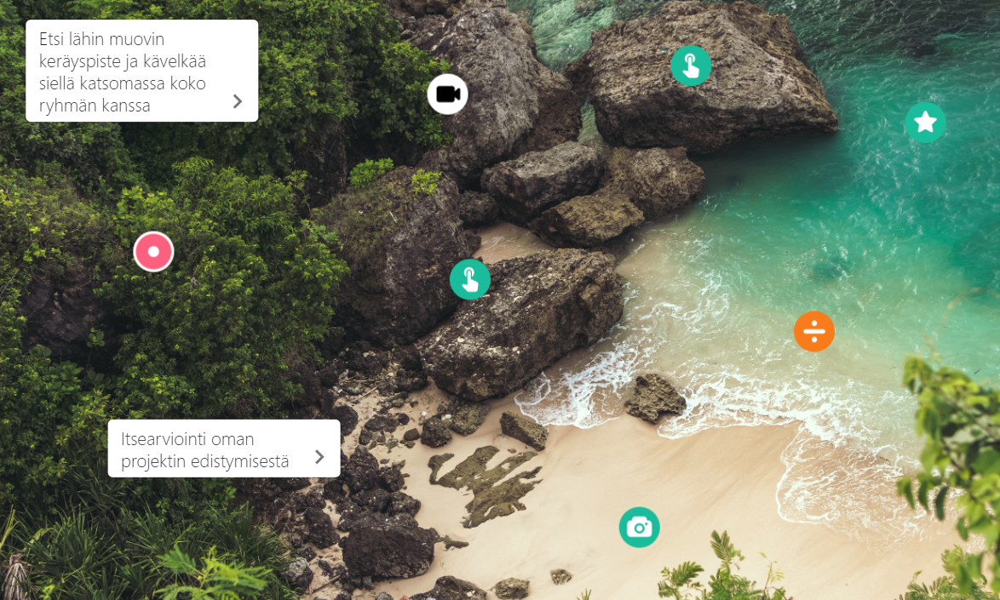 Etsi lähin muovin
keräyspiste ja kävelkää
siellä katsomassa koko
ryhmän kanssa
Itsearviointi oman
projektin edistymisestä